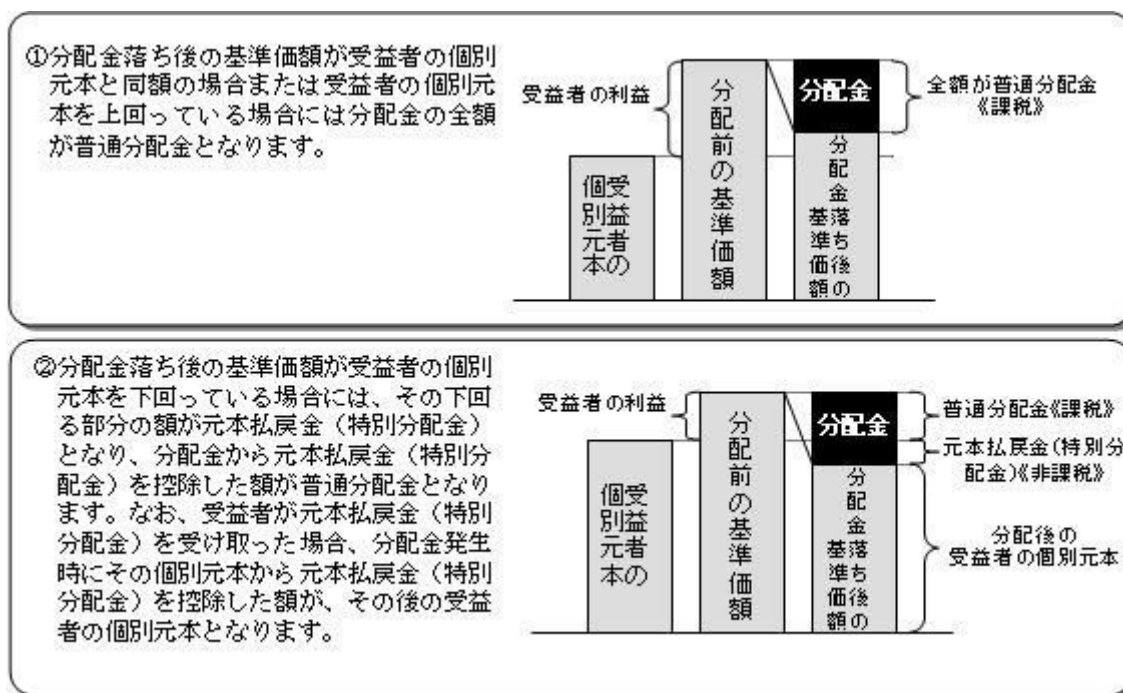 ①分配金落ち後の基準価額が受益者の個別
元本と同額の場合または受益者の個別元
本を上回っている場合には分配金の全額
が普通分配金となります。
受益者の利益
受益者の
個別元本
分配前の基準価額
分配金
分配金落ち後の
基準価額
全額が普通分配金
《課税》
②分配金落ち後の基準価額が受益者の個別
元本を下回っている場合には、その下回
る部分の額が元本払戻金（特別分配金）
となり、分配金から元本払戻金（特別分
配金）を控除した額が普通分配金となり
ます。なお、受益者が元本払戻金（特別
分配金）を受け取った場合、分配金発生
時にその個別元本から元本払戻金（特別
分配金）を控除した額が、その後の受益
者の個別元本となります。
受益者の利益
受益者の
個別元本
分配前の基準価額
分配金
分配金落ち後の
基準価額
普通分配金《課税》
元本払戻金(特別分
配金)《非課税》
分配後の
受益者の個別元本